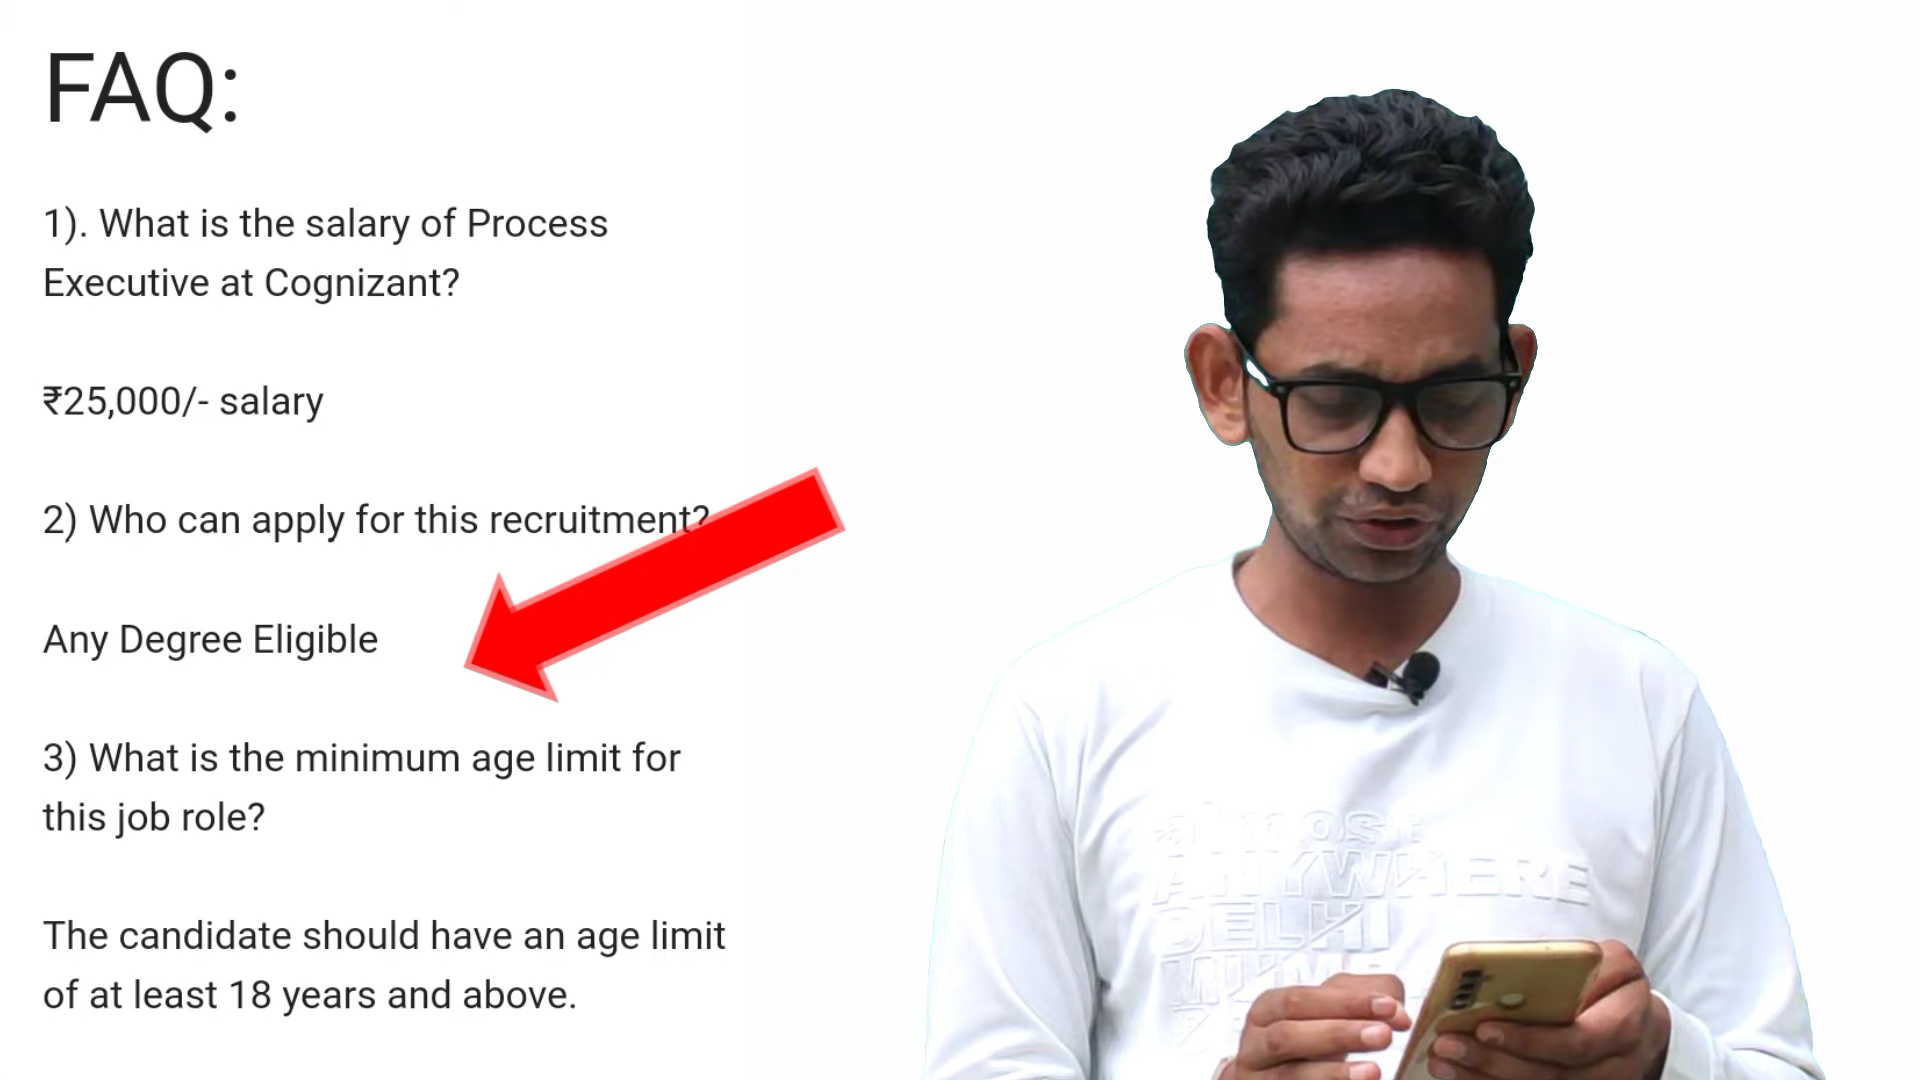 FAQ:
1). What is the salary of Process
Executive at Cognizant?
₹25,000/- salary
2) Who can apply for this recruitment?
Any Degree Eligible
3) What is the minimum age limit for
this job role?
The candidate should have an age limit
of at least 18 years and above.
almost
ANYWHERE
DELHI